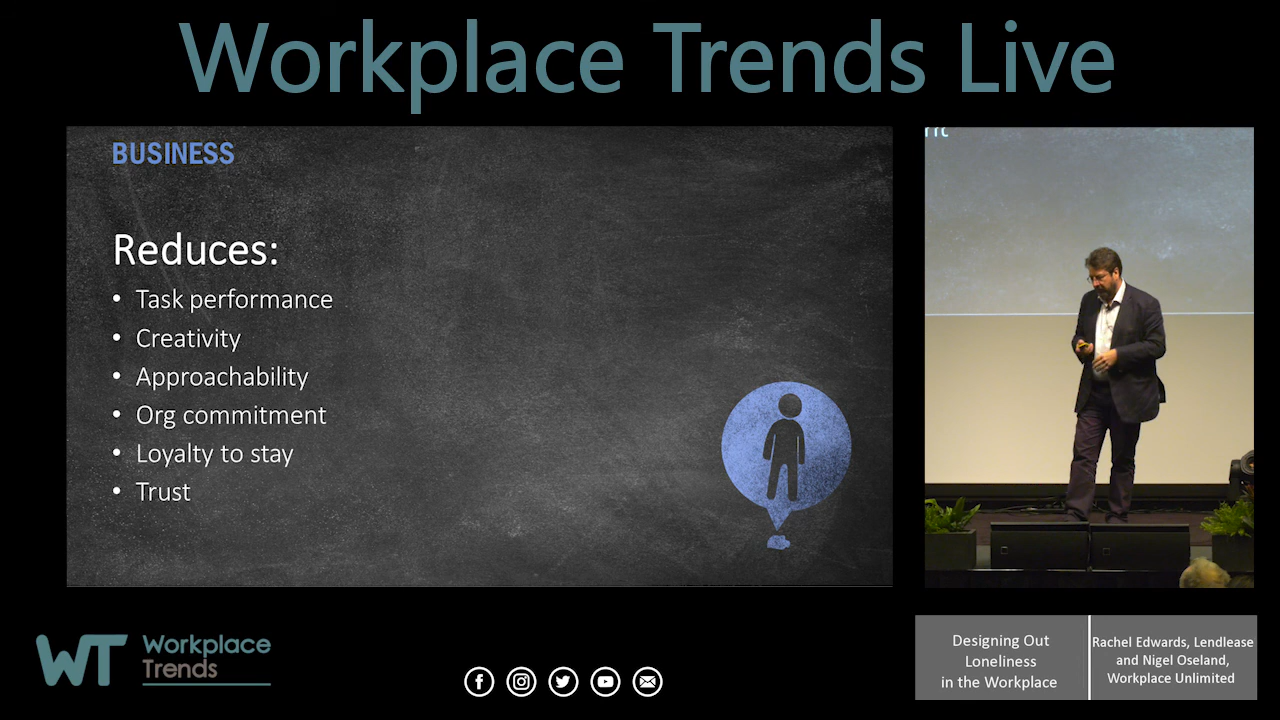 Workplace Trends Live
BUSINESS
Reduces:
• Task performance
• Creativity
• Approachability
• Org commitment
• Loyalty to stay
• Trust
WT Workplace
Trends
Designing Out
Loneliness
in the Workplace
Rachel Edwards, Lendlease
and Nigel Oseland,
Workplace Unlimited